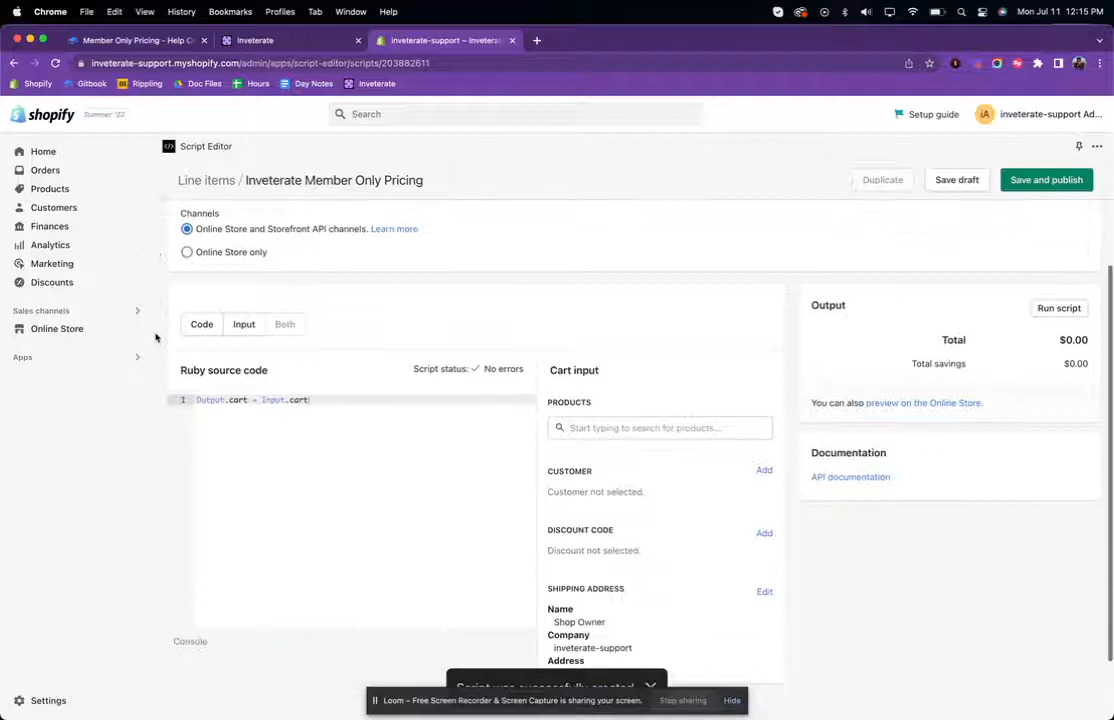 Chrome File Edit View History Bookmarks Profiles Tab Window Help Mon Jul 11 12:15 PM
Member Only Pricing - Help C Inveterate inveterate-support ~ Inveterat
inveterate-support.myshopify.com/admin/apps/script-editor/scripts/203882611
Shopify Gitbook Rippling Doc Files Hours Day Notes Inveterate
shopify Summer '22 Search Setup guide iA inveterate-support Ad...
Home
Orders
Products
Customers
Finances
Analytics
Marketing
Discounts
Sales channels
Online Store
Apps
Settings
Script Editor
Line items / Inveterate Member Only Pricing Duplicate Save draft Save and publish
Channels
Online Store and Storefront API channels. Learn more
Online Store only
Code Input Both
Ruby source code Script status: ✓ No errors
1 Output.cart = Input.cart
Console
Cart input
PRODUCTS
Start typing to search for products...
CUSTOMER Add
Customer not selected.
DISCOUNT CODE Add
Discount not selected.
SHIPPING ADDRESS Edit
Name
Shop Owner
Company
inveterate-support
Address
Output Run script
Total $0.00
Total savings $0.00
You can also preview on the Online Store.
Documentation
API documentation
Script was successfully created
Loom – Free Screen Recorder & Screen Capture is sharing your screen. Stop sharing Hide